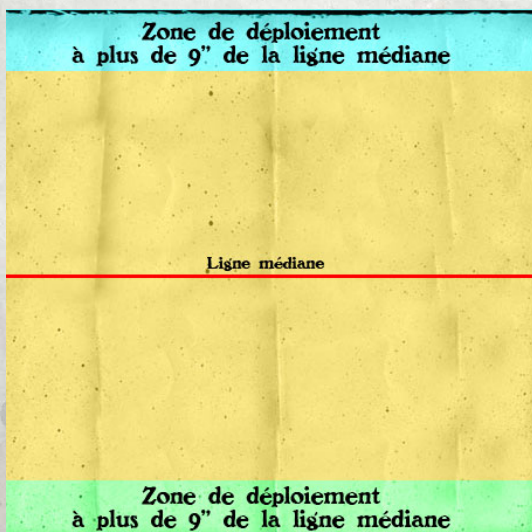 Zone de déploiement
à plus de 9” de la ligne médiane
Ligne médiane
Zone de déploiement
à plus de 9” de la ligne médiane